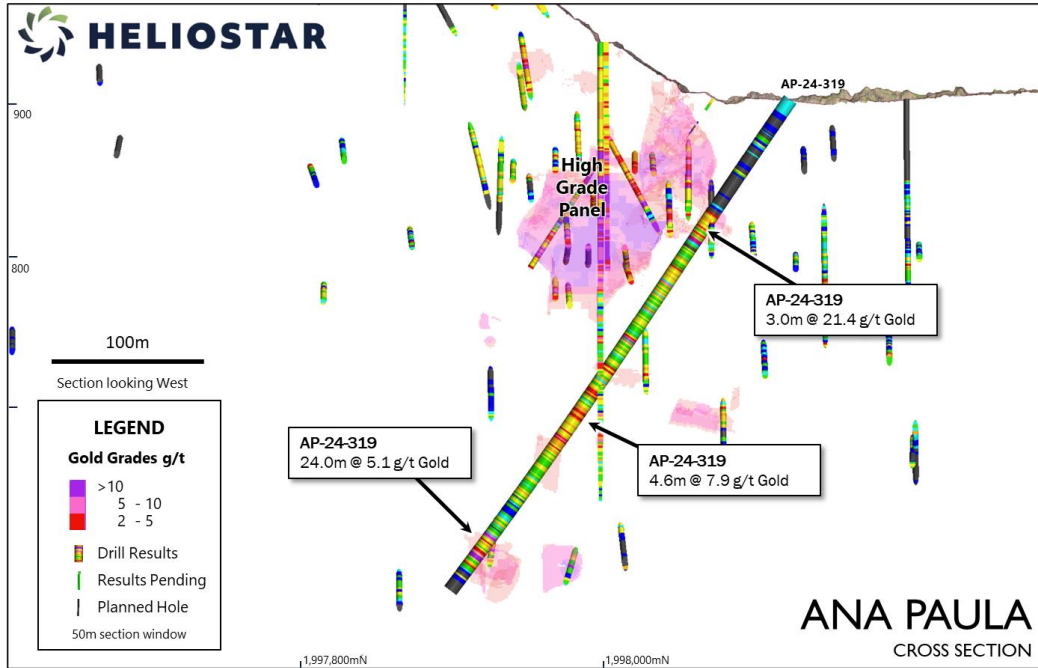 HELIOSTAR
AP-24-319
900
High
Grade
Panel
800
AP-24-319
3.0m @ 21.4 g/t Gold
100m
Section looking West
LEGEND
Gold Grades g/t
>10
5 - 10
2 - 5
Drill Results
Results Pending
Planned Hole
50m section window
AP-24-319
24.0m @ 5.1 g/t Gold
AP-24-319
4.6m @ 7.9 g/t Gold
ANA PAULA
CROSS SECTION
1,997,800mN
1,998,000mN